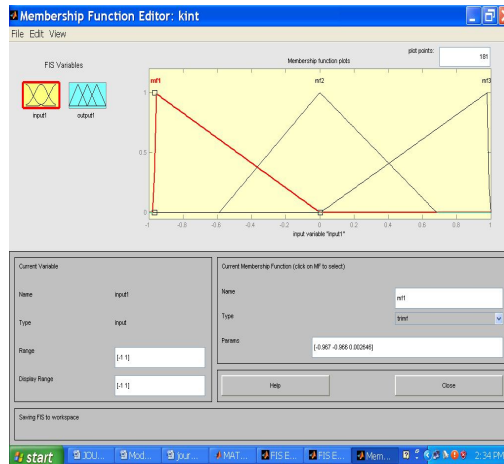 Membership Function Editor: kint
File Edit View
FIS Variables
input1
output1
plot points:
181
Membership function plots
mf1
mf2
mf3
1
0.5
0
-1 -0.8 -0.6 -0.4 -0.2 0 0.2 0.4 0.6 0.8 1
input variable "input1"
Current Variable
Name
input1
Type
input
Range
[-1 1]
Display Range
[-1 1]
Current Membership Function (click on MF to select)
Name
mf1
Type
trimf
Params
[-0.967 -0.966 0.002646]
Help
Close
Saving FIS to workspace
start
JOU...
Mod...
jour...
MAT...
FIS E...
FIS E...
Mem...
2:34 PM